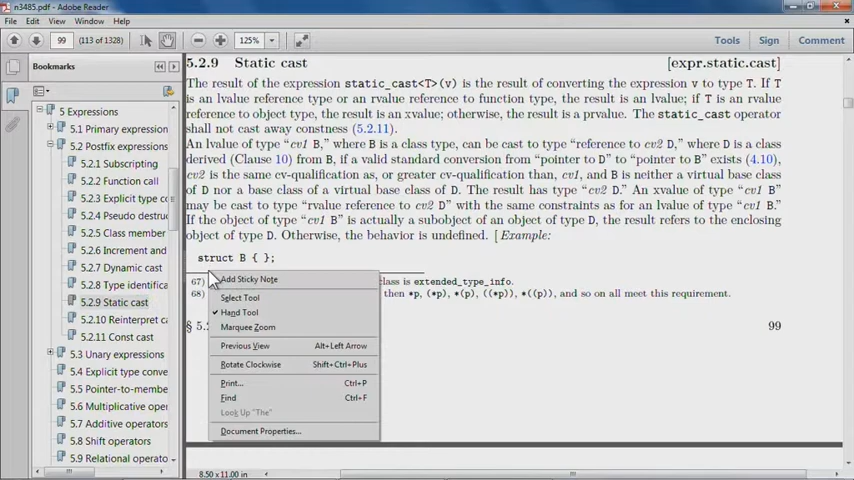 n3485.pdf - Adobe Reader
File Edit View Window Help
99 (113 of 1328) 125% Tools Sign Comment
Bookmarks
5 Expressions
5.1 Primary expression
5.2 Postfix expression
5.2.1 Subscripting
5.2.2 Function call
5.2.3 Explicit type co
5.2.4 Pseudo destruc
5.2.5 Class member
5.2.6 Increment and
5.2.7 Dynamic cast
5.2.8 Type identifica
5.2.9 Static cast
5.2.10 Reinterpret ca
5.2.11 Const cast
5.3 Unary expressions
5.4 Explicit type conve
5.5 Pointer-to-membe
5.6 Multiplicative oper
5.7 Additive operators
5.8 Shift operators
5.9 Relational operato
5.2.9 Static cast [expr.static.cast]
The result of the expression static_cast<T>(v) is the result of converting the expression v to type T. If T
is an lvalue reference type or an rvalue reference to function type, the result is an lvalue; if T is an rvalue
reference to object type, the result is an xvalue; otherwise, the result is a prvalue. The static_cast operator
shall not cast away constness (5.2.11).
An lvalue of type “cv1 B,” where B is a class type, can be cast to type “reference to cv2 D,” where D is a class
derived (Clause 10) from B, if a valid standard conversion from “pointer to D” to “pointer to B” exists (4.10),
cv2 is the same cv-qualification as, or greater cv-qualification than, cv1, and B is neither a virtual base class
of D nor a base class of a virtual base class of D. The result has type “cv2 D.” An xvalue of type “cv1 B”
may be cast to type “rvalue reference to cv2 D” with the same constraints as for an lvalue of type “cv1 B.”
If the object of type “cv1 B” is actually a subobject of an object of type D, the result refers to the enclosing
object of type D. Otherwise, the behavior is undefined. [ Example:
struct B { };
67) class is extended_type_info.
68) then *p, (*p), *(p), ((*p)), *((p)), and so on all meet this requirement.
§ 5.2 99
Add Sticky Note
Select Tool
Hand Tool
Marquee Zoom
Previous View Alt+Left Arrow
Rotate Clockwise Shift+Ctrl+Plus
Print... Ctrl+P
Find Ctrl+F
Look Up "The"
Document Properties...
8.50 x 11.00 in